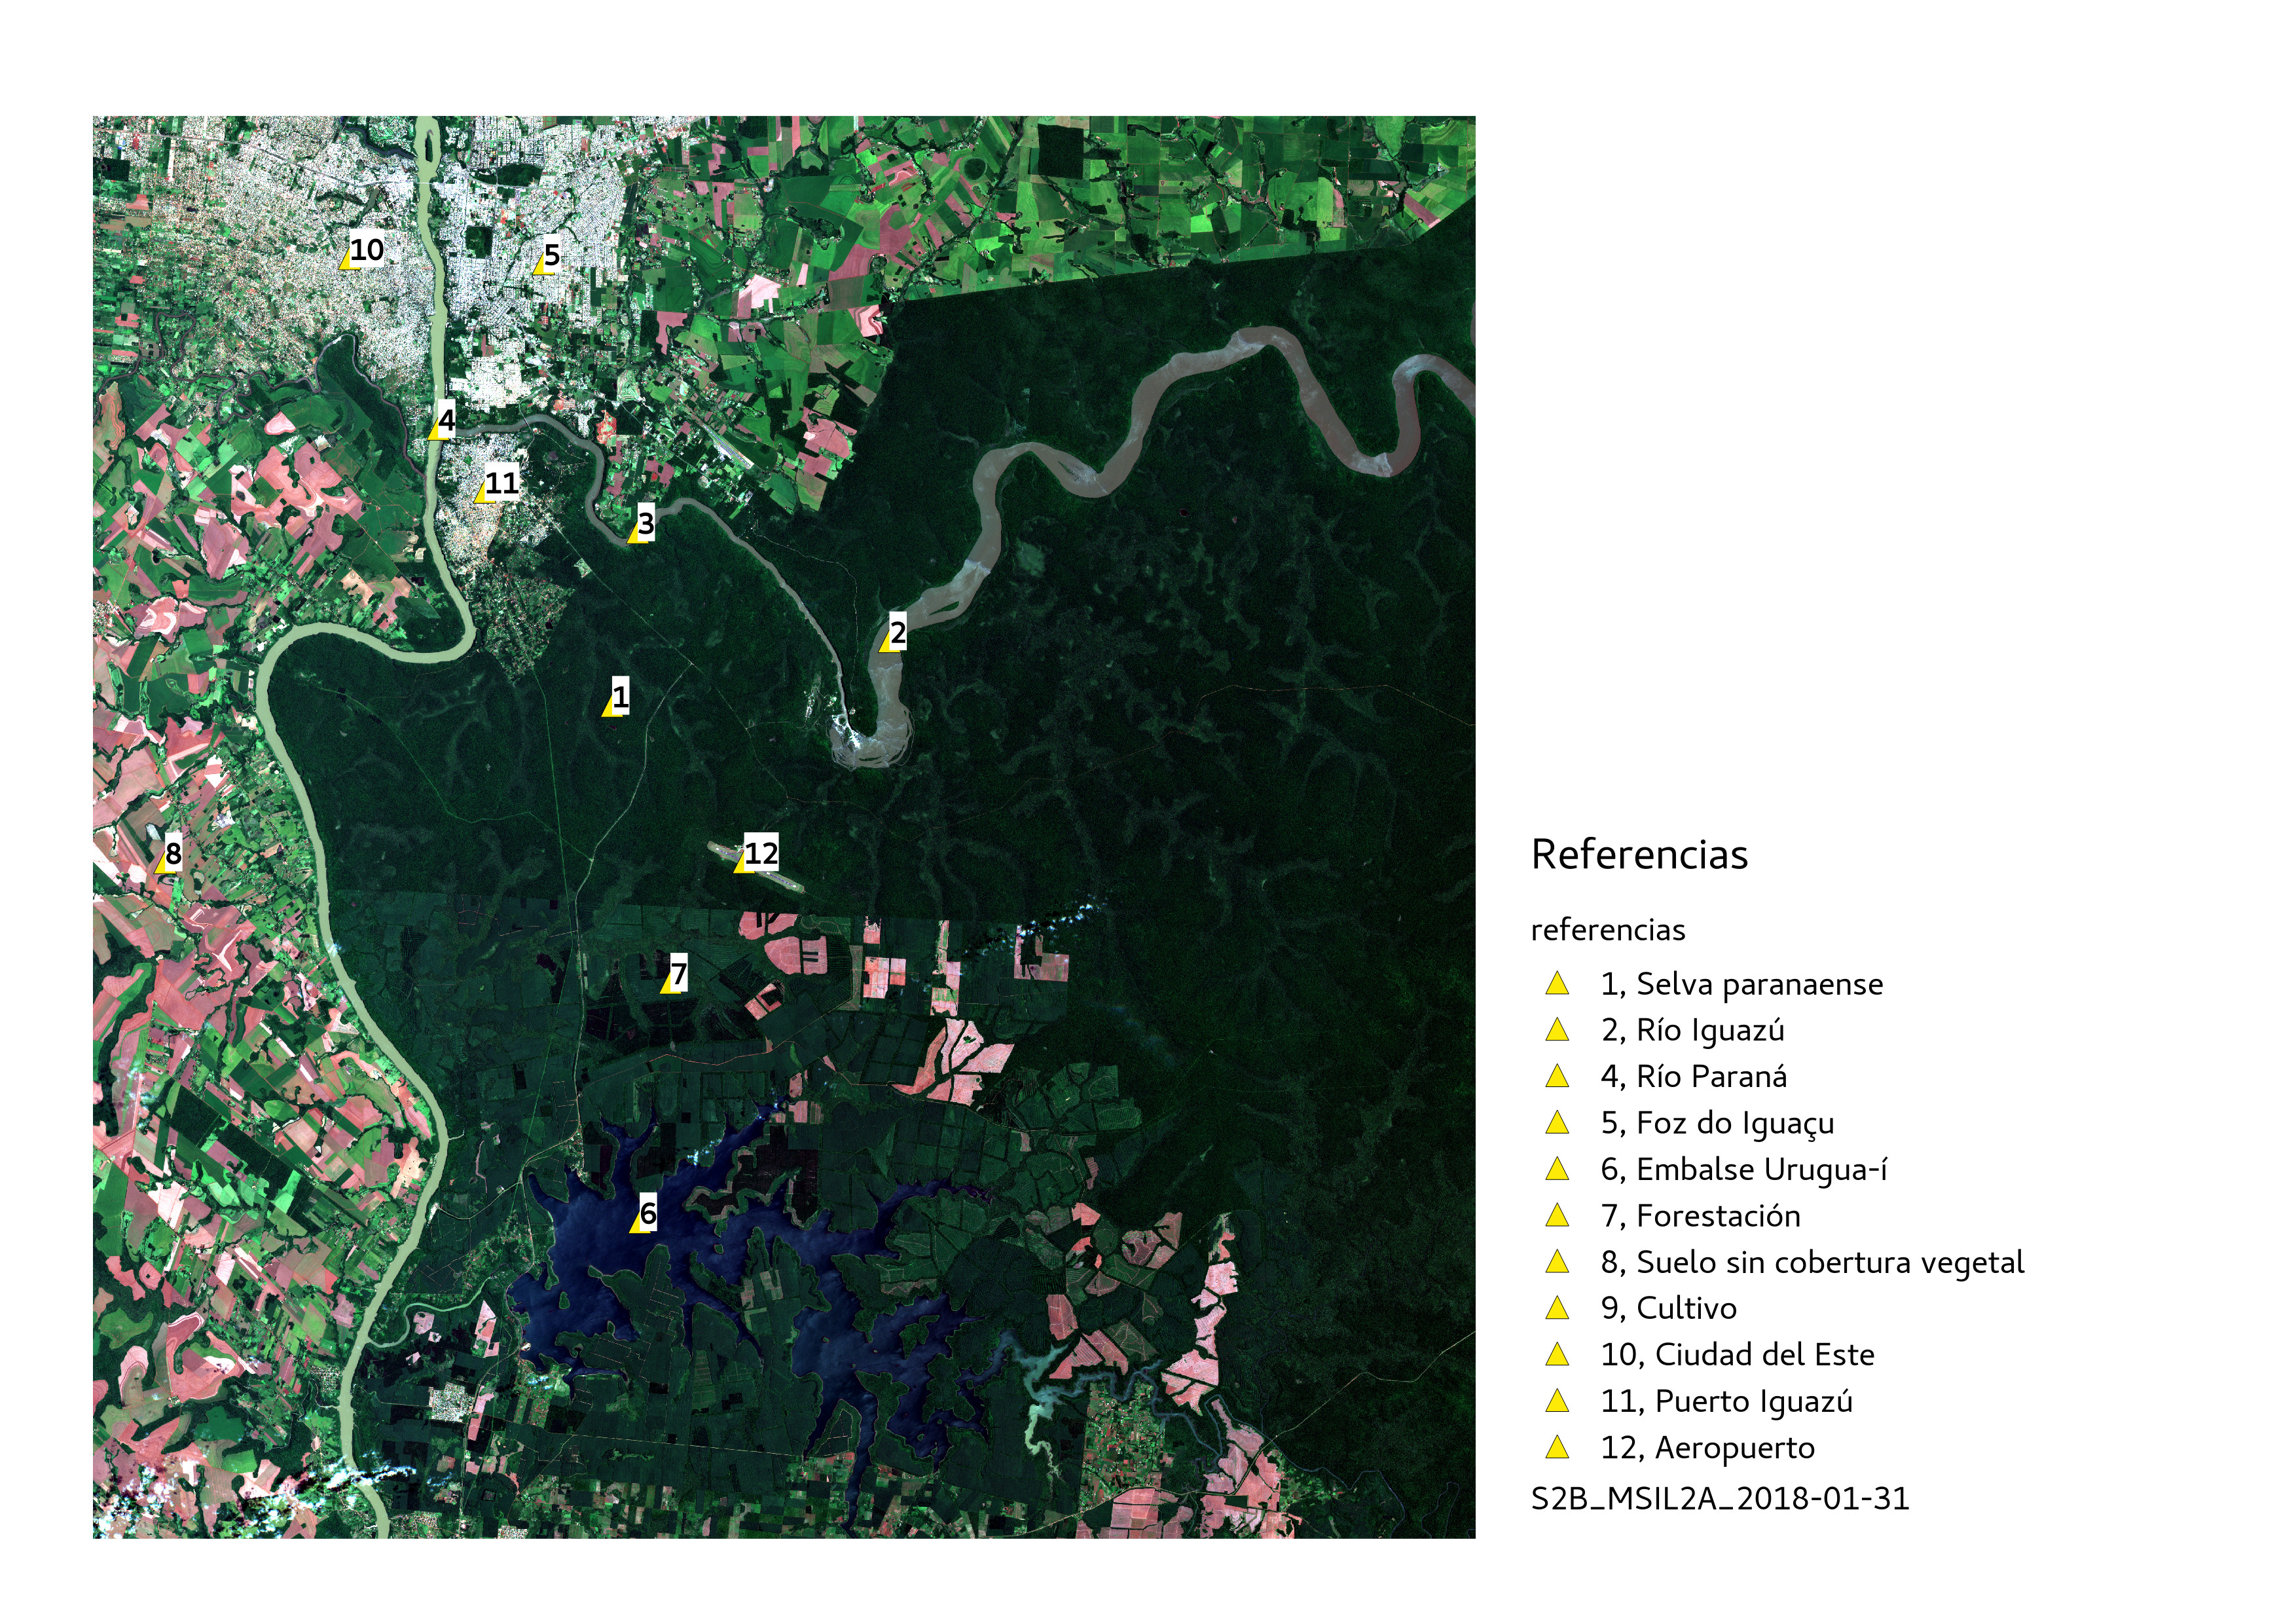 10
5
4
11
3
2
1
8
12
7
6
Referencias
referencias
1, Selva paranaense
2, Río Iguazú
4, Río Paraná
5, Foz do Iguaçu
6, Embalse Urugua-í
7, Forestación
8, Suelo sin cobertura vegetal
9, Cultivo
10, Ciudad del Este
11, Puerto Iguazú
12, Aeropuerto
S2B_MSIL2A_2018-01-31